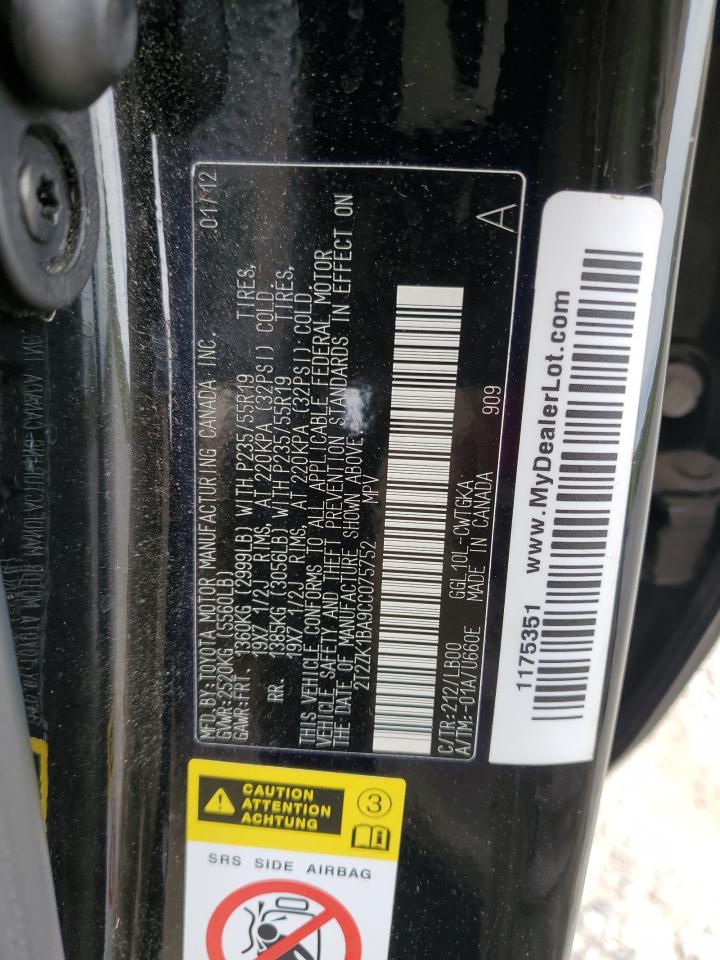 MFD.BY:TOYOTA MOTOR MANUFACTURING CANADA INC. 01/12
GVWR:2520KG(5560LB)
GAWR:FRT. 1360KG (2999LB) WITH P235/55R19 TIRES,
19X7 1/2J RIMS, AT 220KPA (32PSI) COLD
RR. 1385KG (3056LB) WITH P235/55R19 TIRES,
19X7 1/2J RIMS, AT 220KPA (32PSI) COLD
THIS VEHICLE CONFORMS TO ALL APPLICABLE FEDERAL MOTOR
VEHICLE SAFETY AND THEFT PREVENTION STANDARDS IN EFFECT ON
THE DATE OF MANUFACTURE SHOWN ABOVE.
2T2ZK1BA9CC075752 MPV
C/TR:212/LB00 GGL10L-CWTGKA
A/TM:-01A/U660E MADE IN CANADA 909
A
1175351 www.MyDealerLot.com
CAUTION
ATTENTION
ACHTUNG
3
SRS SIDE AIRBAG